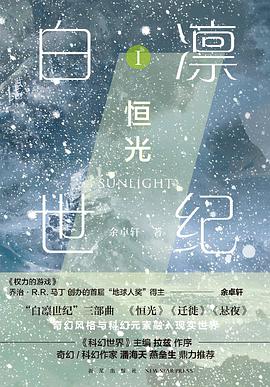 白凛
I
恒光
SUNLIGHT
余卓轩 著
世纪
《权力的游戏》
乔治·R.R.马丁 创办的首届“地球人奖”得主 余卓轩
“白凛世纪”三部曲 《恒光》《迁徙》《悬夜》
奇幻风格与科幻元素融入现实世界
《科幻世界》主编 拉兹 作序
奇幻/科幻作家 潘海天 燕垒生 鼎力推荐
新星出版社 NEW STAR PRESS